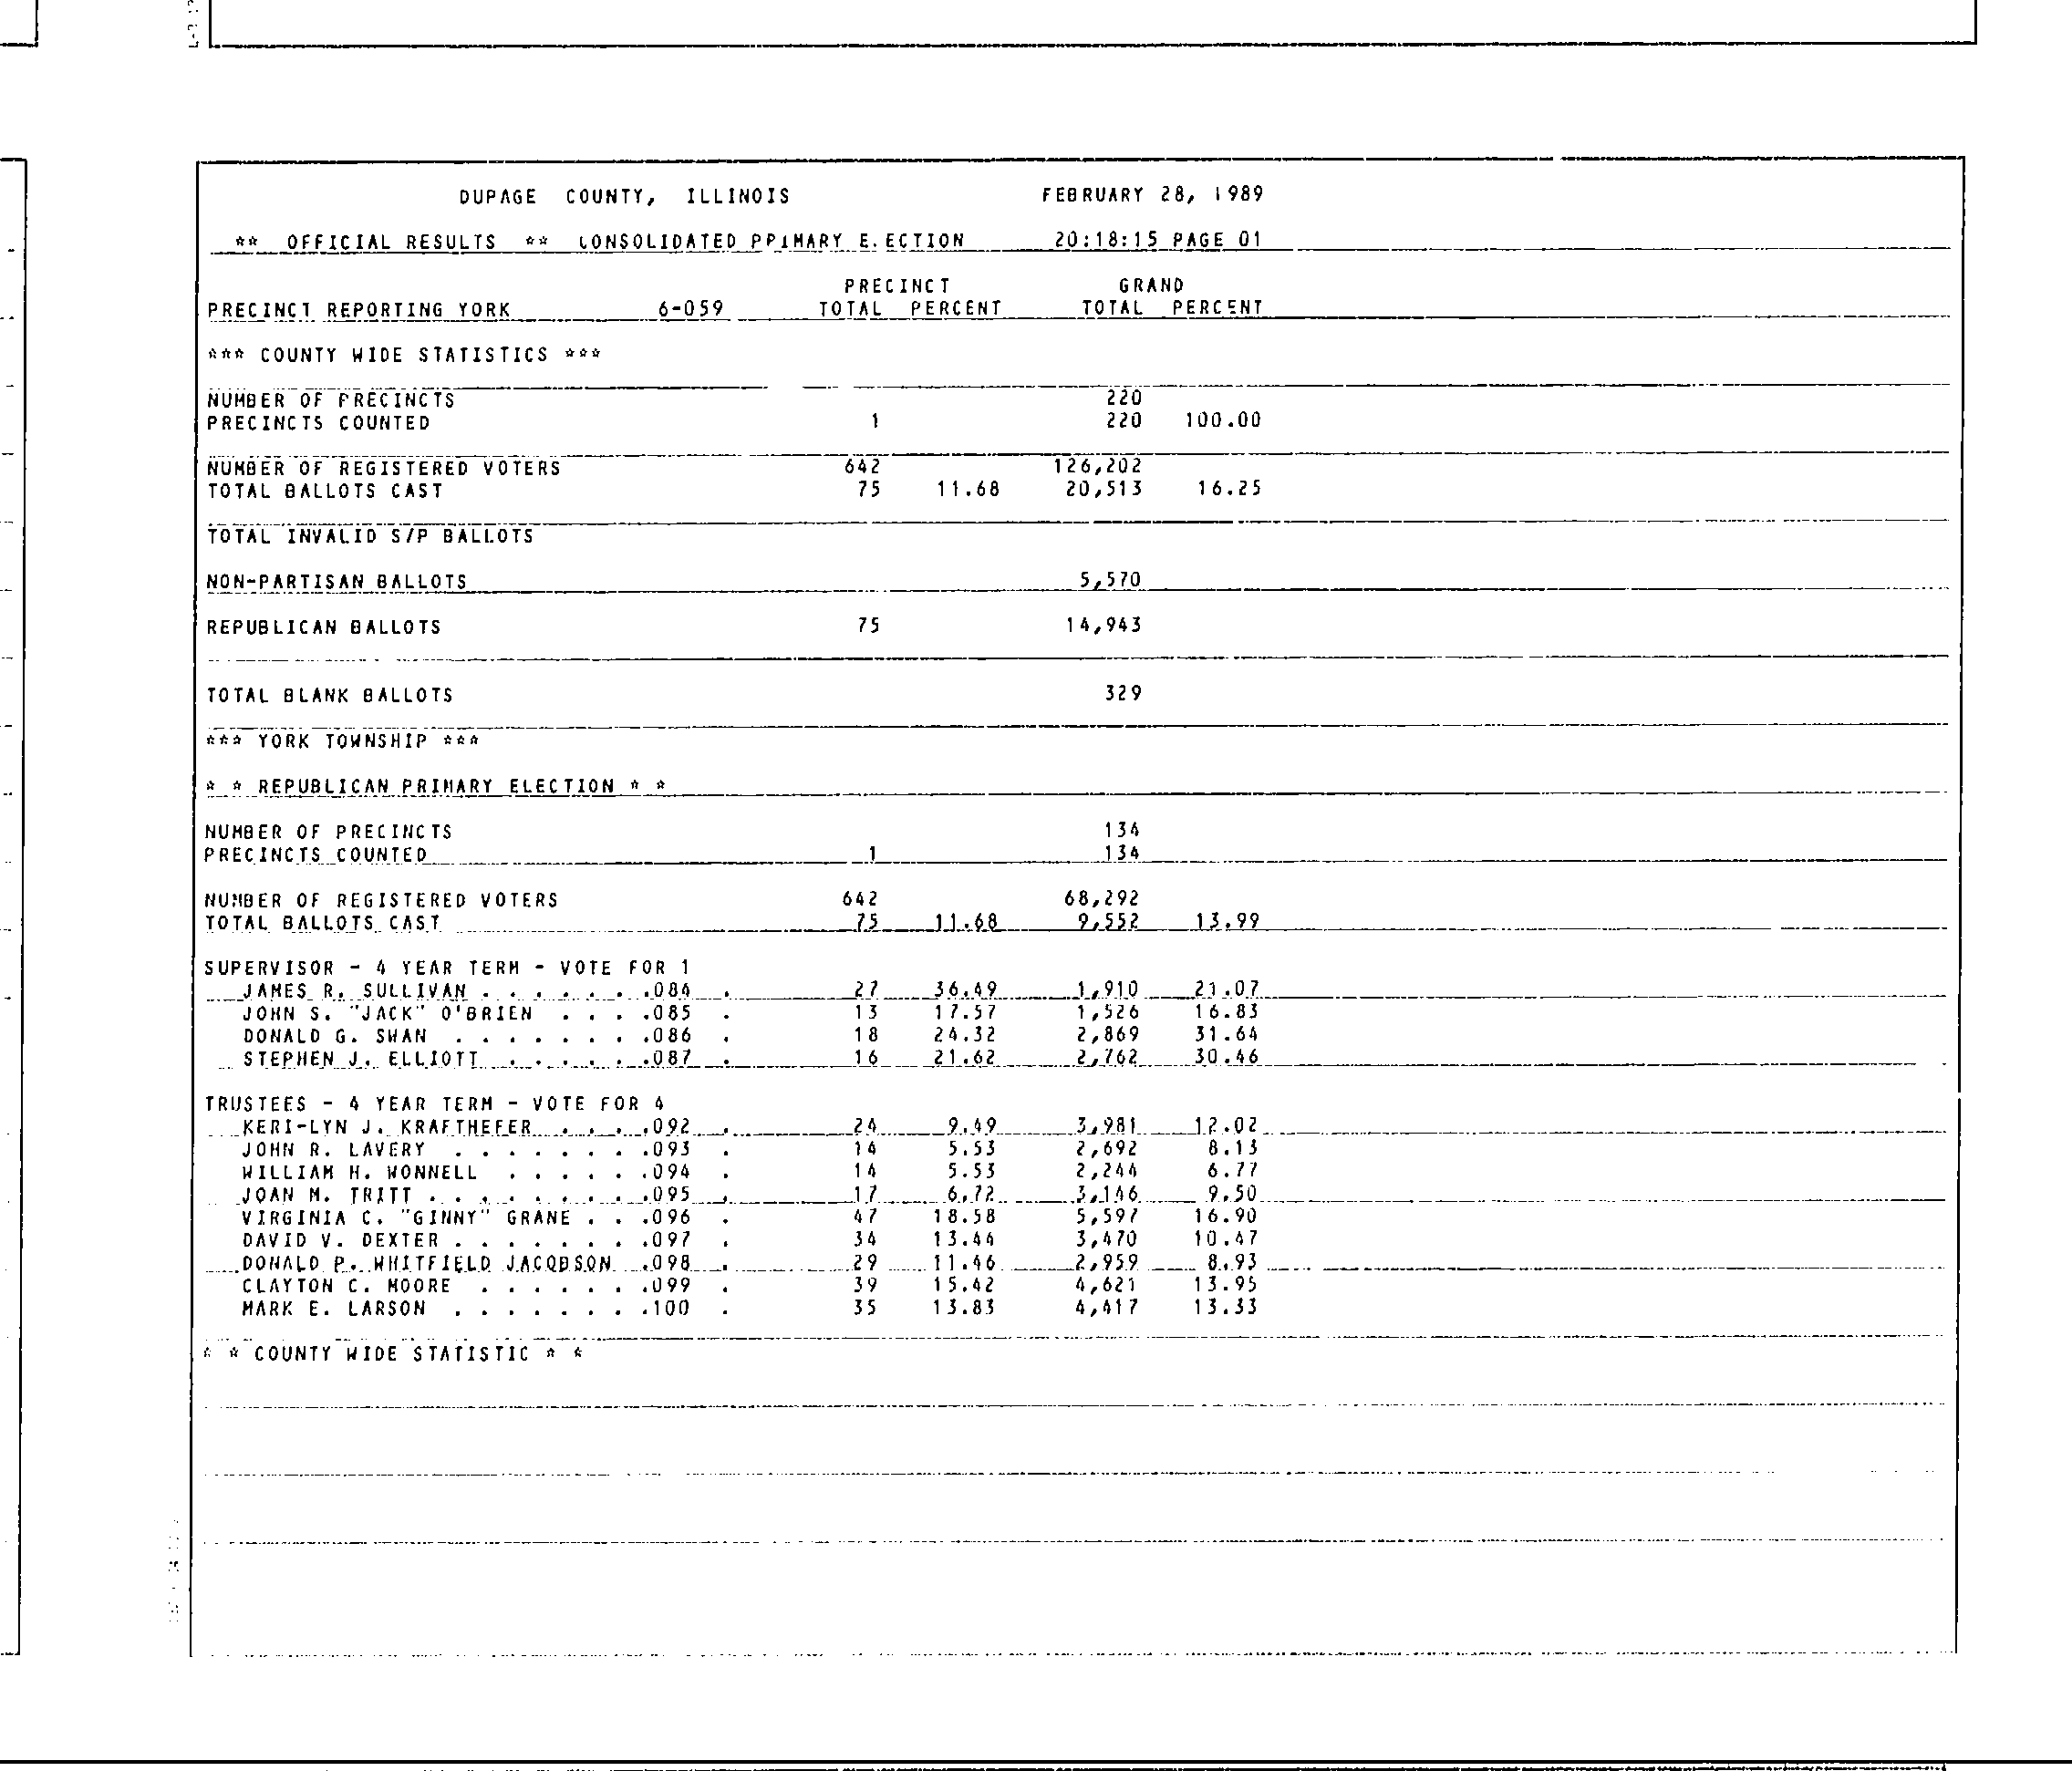 DUPAGE COUNTY, ILLINOIS FEBRUARY 28, 1989
** OFFICIAL RESULTS ** CONSOLIDATED PRIMARY E.ECTION 20:18:15 PAGE 01
PRECINCT GRAND
PRECINCT REPORTING YORK 6-059 TOTAL PERCENT TOTAL PERCENT
*** COUNTY WIDE STATISTICS ***
NUMBER OF PRECINCTS 220
PRECINCTS COUNTED 1 220 100.00
NUMBER OF REGISTERED VOTERS 642 126,202
TOTAL BALLOTS CAST 75 11.68 20,513 16.25
TOTAL INVALID S/P BALLOTS
NON-PARTISAN BALLOTS 5,570
REPUBLICAN BALLOTS 75 14,943
TOTAL BLANK BALLOTS 329
*** YORK TOWNSHIP ***
* * REPUBLICAN PRIMARY ELECTION * *
NUMBER OF PRECINCTS 134
PRECINCTS COUNTED 1 134
NUMBER OF REGISTERED VOTERS 642 68,292
TOTAL BALLOTS CAST 75 11.68 9,552 13.99
SUPERVISOR - 4 YEAR TERM - VOTE FOR 1
JAMES R. SULLIVAN . . . . . . . .084 . 27 36.49 1,910 21.07
JOHN S. "JACK" O'BRIEN . . . .085 . 13 17.57 1,526 16.83
DONALD G. SWAN . . . . . . . .086 . 18 24.32 2,869 31.64
STEPHEN J. ELLIOTT . . . . . . .087 . 16 21.62 2,762 30.46
TRUSTEES - 4 YEAR TERM - VOTE FOR 4
KERI-LYN J. KRAFTHEFER . . . .092 . 24 9.49 3,981 12.02
JOHN R. LAVERY . . . . . . . .093 . 14 5.53 2,692 8.13
WILLIAM H. WONNELL . . . . . .094 . 14 5.53 2,244 6.77
JOAN M. TRITT . . . . . . . . .095 . 17 6.72 3,146 9.50
VIRGINIA C. "GINNY" GRANE . . .096 . 47 18.58 5,597 16.90
DAVID V. DEXTER . . . . . . . .097 . 34 13.44 3,470 10.47
DONALD P. WHITFIELD JACOBSON .098 . 29 11.46 2,959 8.93
CLAYTON C. MOORE . . . . . . .099 . 39 15.42 4,621 13.95
MARK E. LARSON . . . . . . . .100 . 35 13.83 4,417 13.33
* * COUNTY WIDE STATISTIC * *